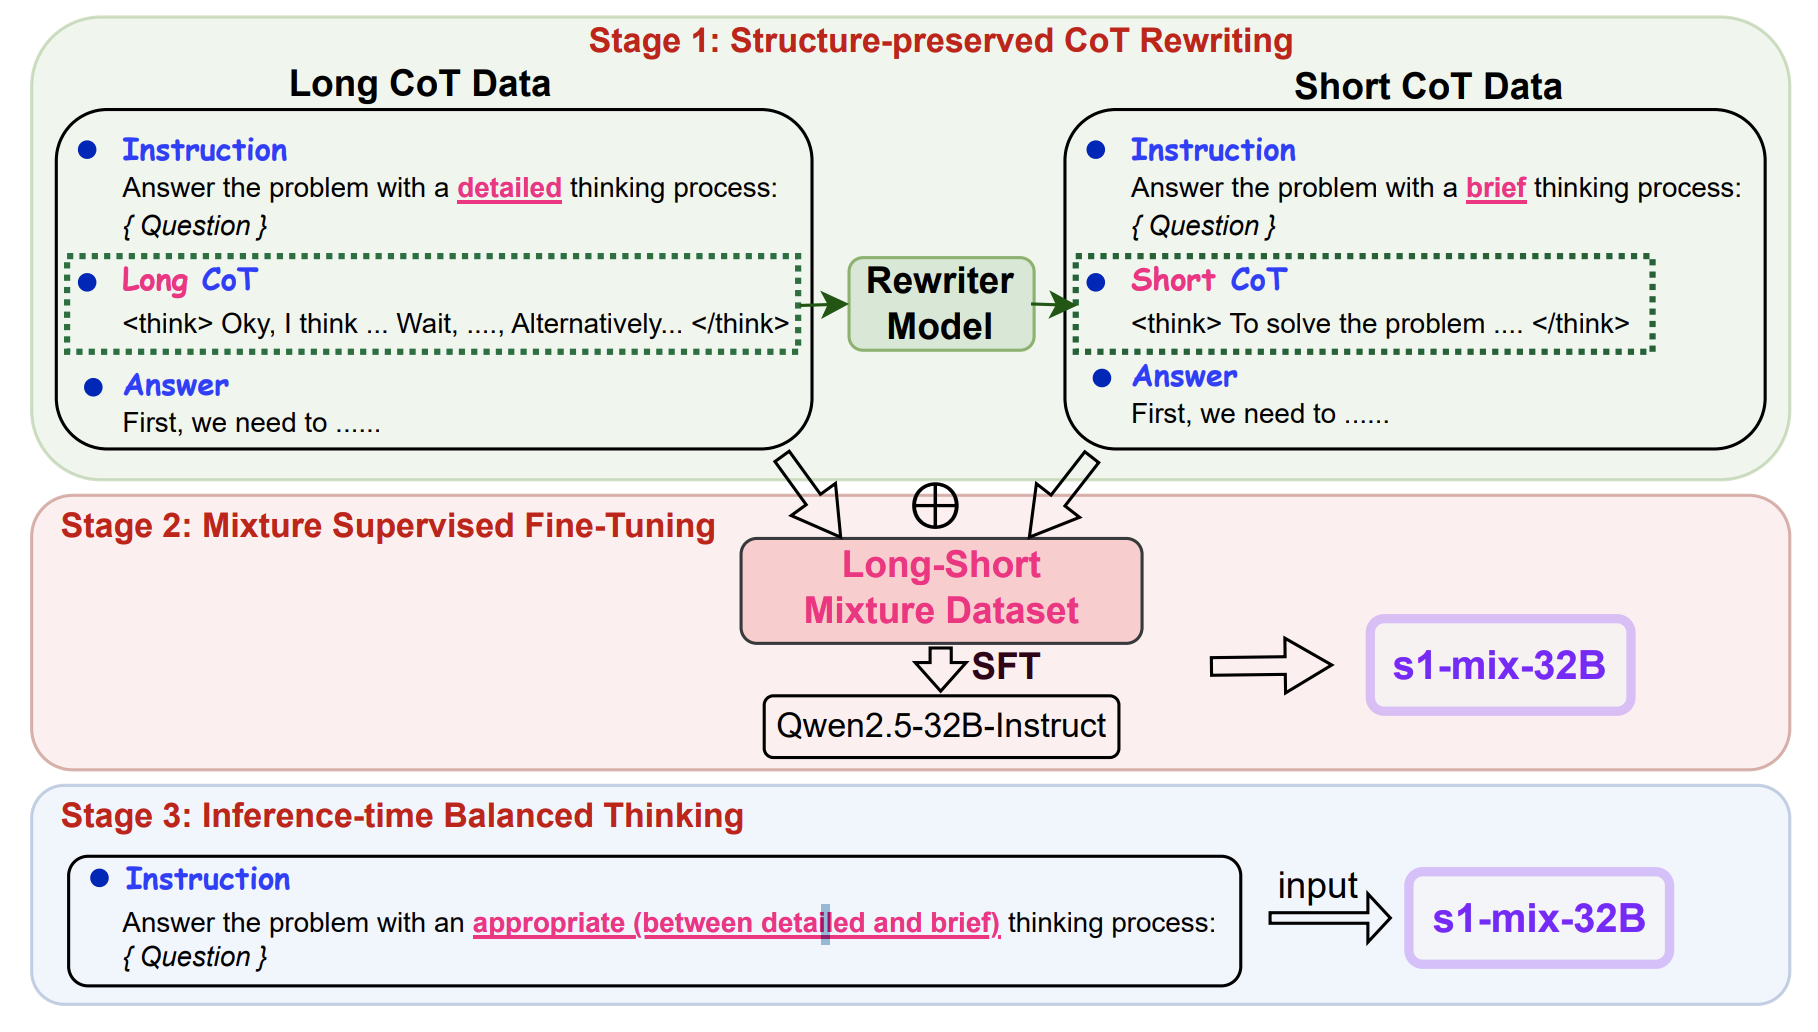 Stage 1: Structure-preserved CoT Rewriting
Long CoT Data
Instruction
Answer the problem with a detailed thinking process:
{ Question }
Long CoT
<think> Oky, I think ... Wait, ...., Alternatively... </think>
Answer
First, we need to ......
Rewriter
Model
Short CoT Data
Instruction
Answer the problem with a brief thinking process:
{ Question }
Short CoT
<think> To solve the problem .... </think>
Answer
First, we need to ......
Stage 2: Mixture Supervised Fine-Tuning
Long-Short
Mixture Dataset
SFT
Qwen2.5-32B-Instruct
s1-mix-32B
Stage 3: Inference-time Balanced Thinking
Instruction
Answer the problem with an appropriate (between detailed and brief) thinking process:
{ Question }
input
s1-mix-32B